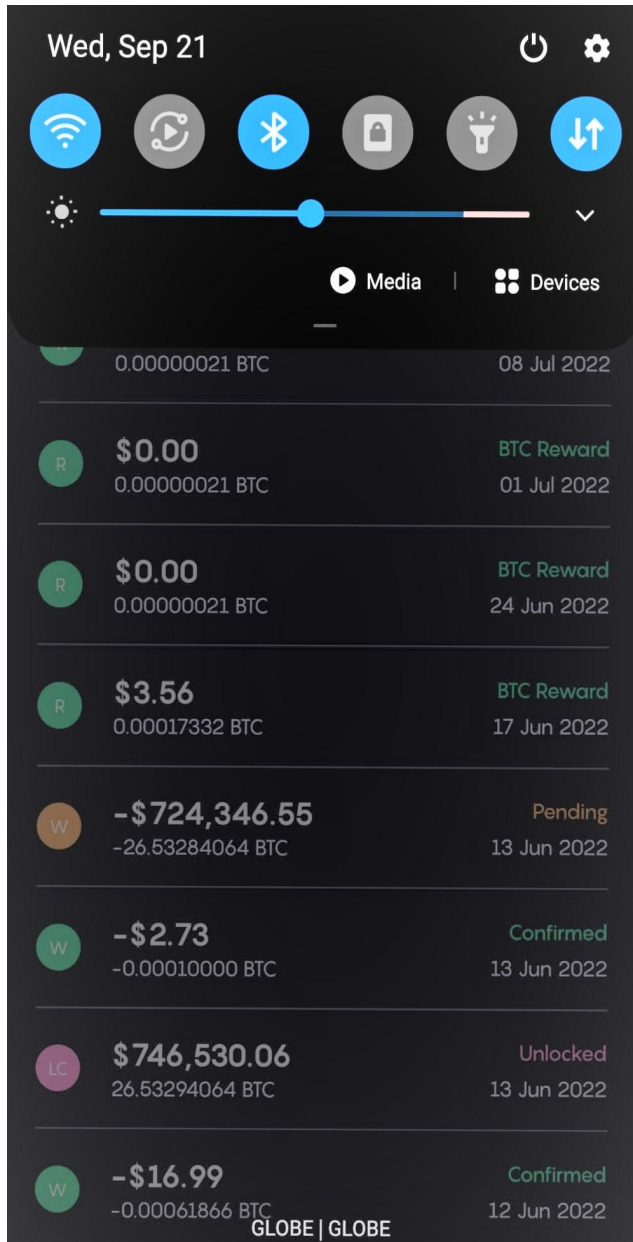 Wed, Sep 21
Media | Devices
0.00000021 BTC 08 Jul 2022
R $0.00 BTC Reward
0.00000021 BTC 01 Jul 2022
R $0.00 BTC Reward
0.00000021 BTC 24 Jun 2022
R $3.56 BTC Reward
0.00017332 BTC 17 Jun 2022
W -$724,346.55 Pending
-26.53284064 BTC 13 Jun 2022
W -$2.73 Confirmed
-0.00010000 BTC 13 Jun 2022
LC $746,530.06 Unlocked
26.53294064 BTC 13 Jun 2022
W -$16.99 Confirmed
-0.00061866 BTC 12 Jun 2022
GLOBE | GLOBE